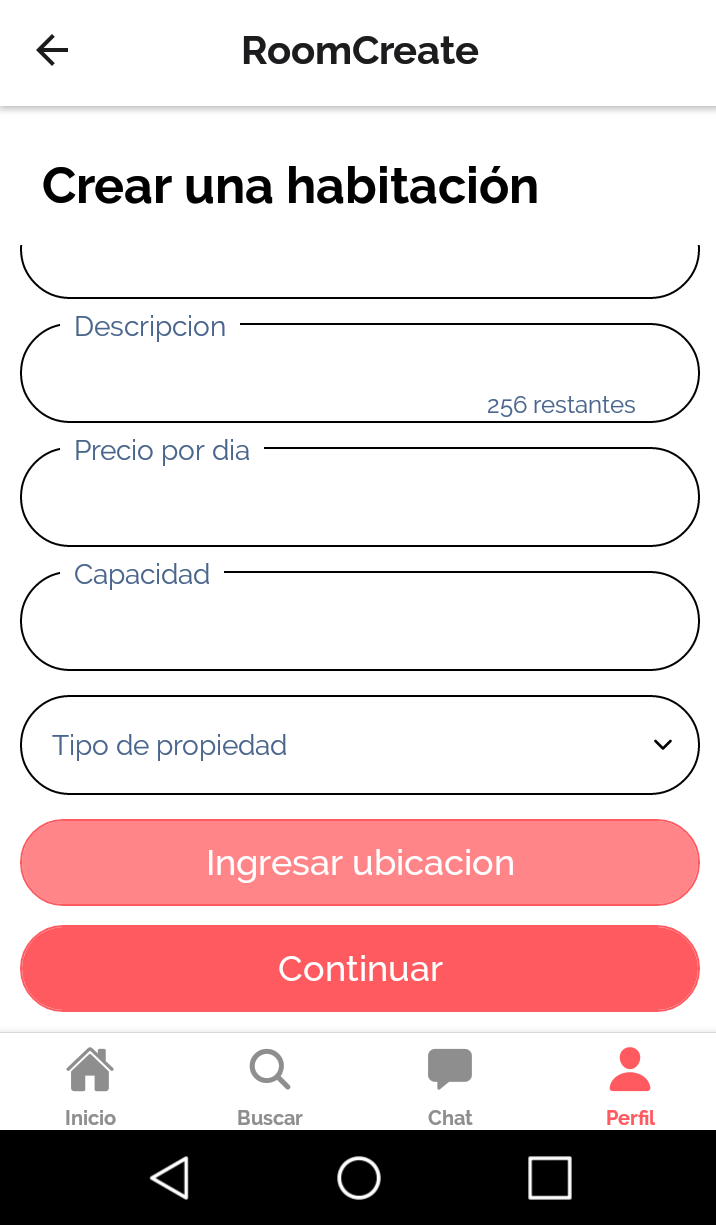 RoomCreate
Crear una habitación
Descripcion
256 restantes
Precio por dia
Capacidad
Tipo de propiedad
Ingresar ubicacion
Continuar
Inicio
Buscar
Chat
Perfil